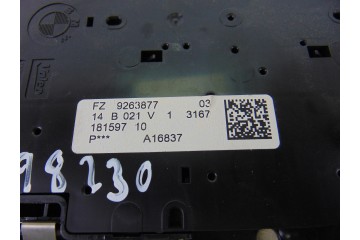 FZ 9263877 03
14 B 021 V 1 3167
181597 10
P*** A16837
98230